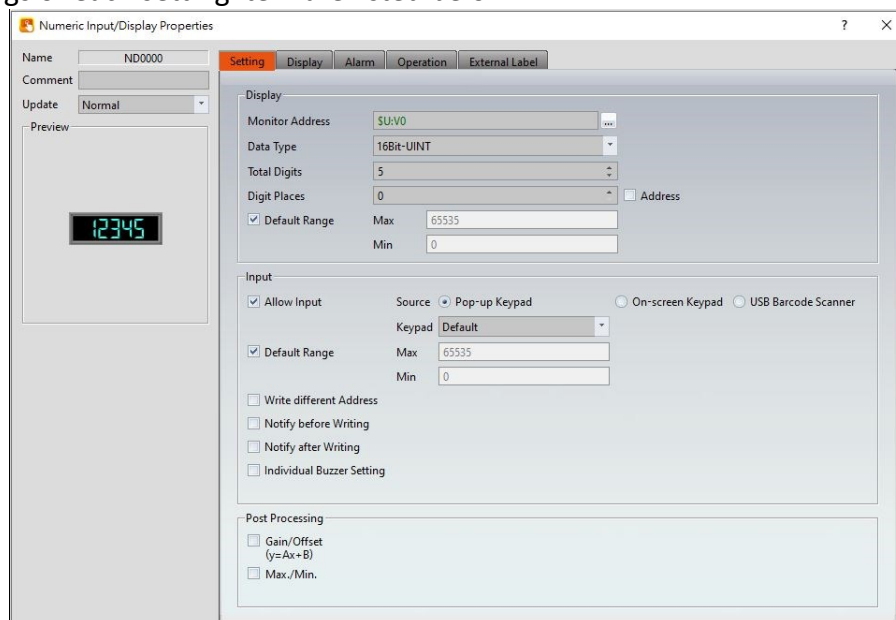 Numeric Input/Display Properties ? X
Name ND0000
Comment
Update Normal
Preview
12345
Setting Display Alarm Operation External Label
Display
Monitor Address $U:V0 ...
Data Type 16Bit-UINT
Total Digits 5
Digit Places 0 Address
Default Range Max 65535
Min 0
Input
Allow Input Source Pop-up Keypad On-screen Keypad USB Barcode Scanner
Keypad Default
Default Range Max 65535
Min 0
Write different Address
Notify before Writing
Notify after Writing
Individual Buzzer Setting
Post Processing
Gain/Offset
(y=Ax+B)
Max./Min.